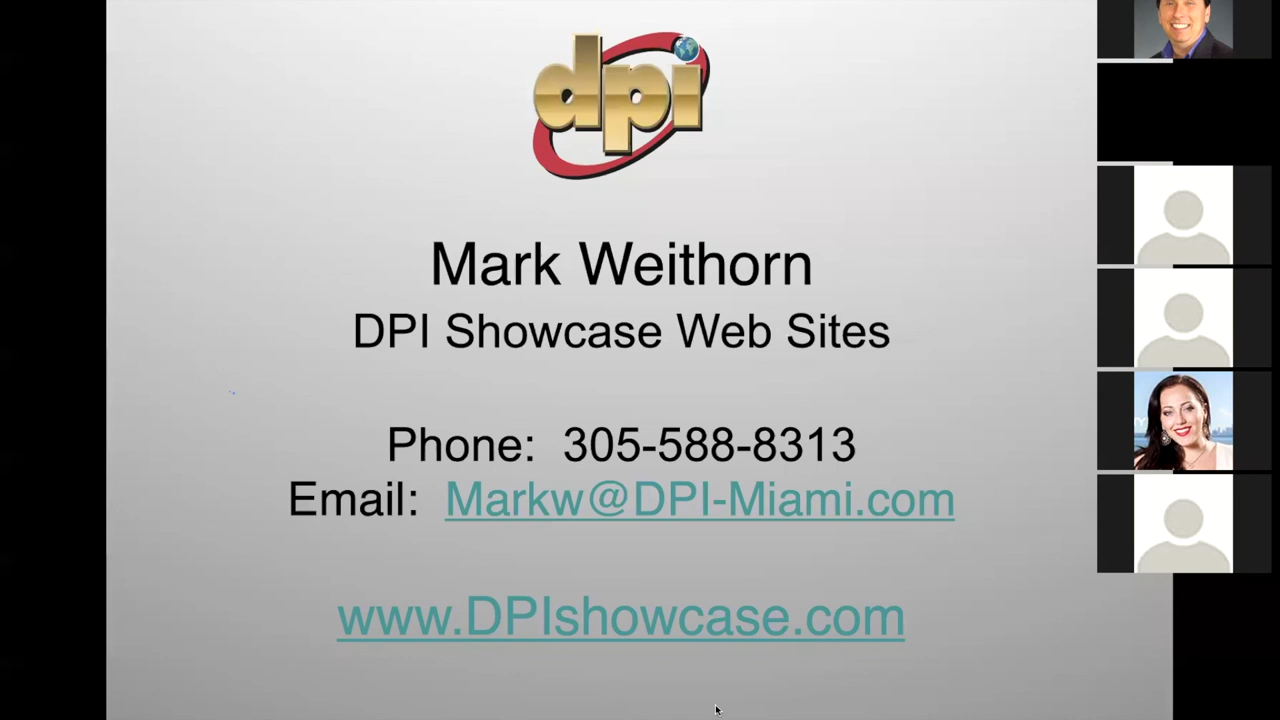 dpi
Mark Weithorn
DPI Showcase Web Sites
Phone: 305-588-8313
Email: Markw@DPI-Miami.com
www.DPIshowcase.com